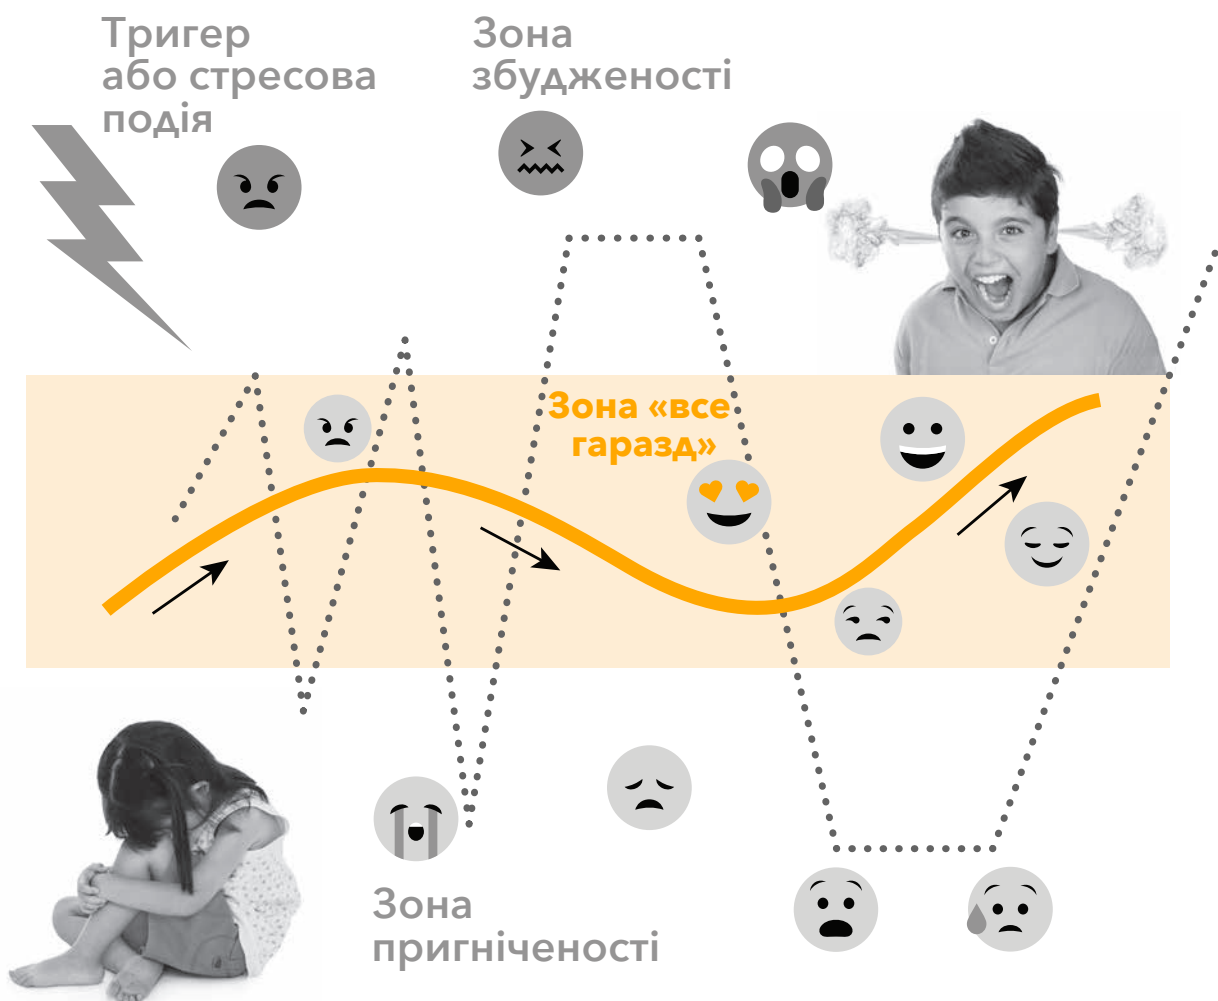 Тригер
або стресова
подія
Зона
збудженості
Зона «все
гаразд»
Зона
пригніченості